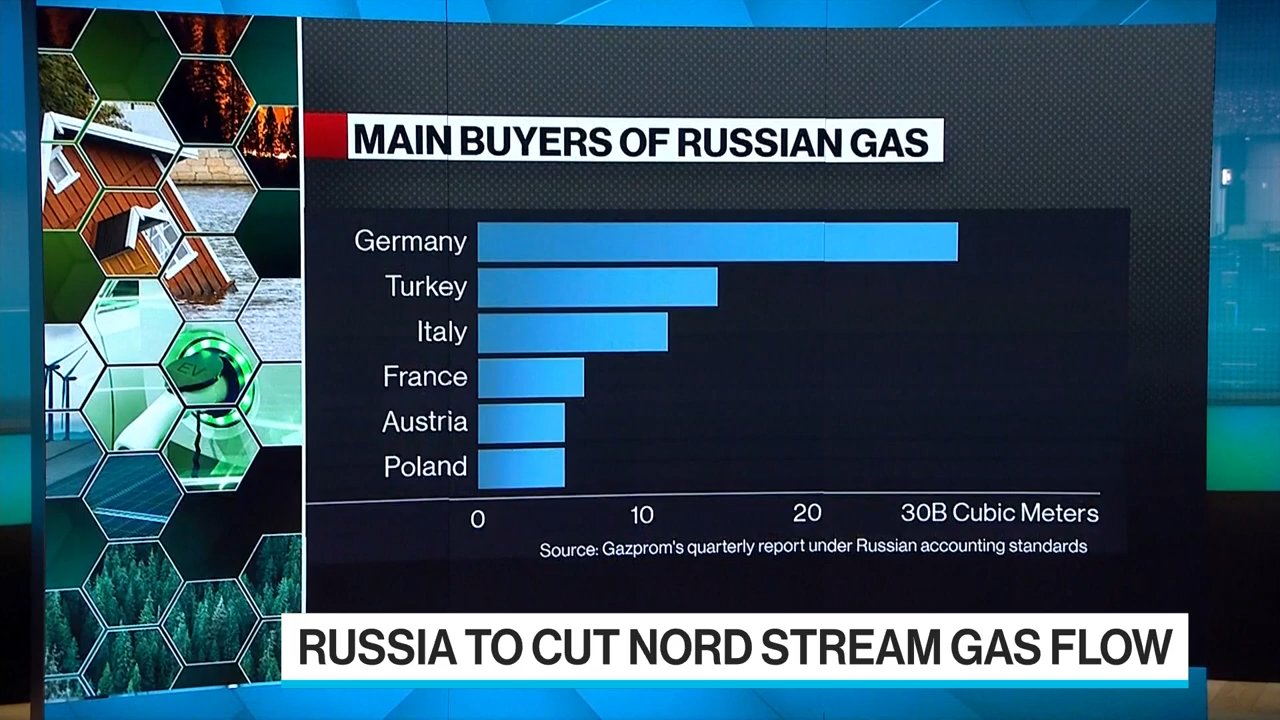 MAIN BUYERS OF RUSSIAN GAS
Germany
Turkey
Italy
France
Austria
Poland
0 10 20 30B Cubic Meters
Source: Gazprom's quarterly report under Russian accounting standards
EV
RUSSIA TO CUT NORD STREAM GAS FLOW